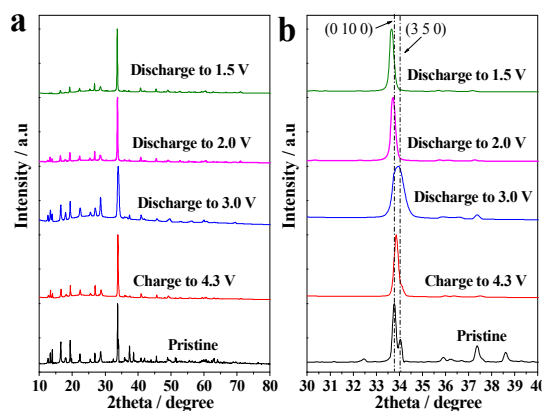 a
Intensity / a.u
Discharge to 1.5 V
Discharge to 2.0 V
Discharge to 3.0 V
Charge to 4.3 V
Pristine
10 20 30 40 50 60 70 80
2theta / degree
b
Intensity / a.u
(0 10 0)
(3 5 0)
Discharge to 1.5 V
Discharge to 2.0 V
Discharge to 3.0 V
Charge to 4.3 V
Pristine
30 31 32 33 34 35 36 37 38 39 40
2theta / degree